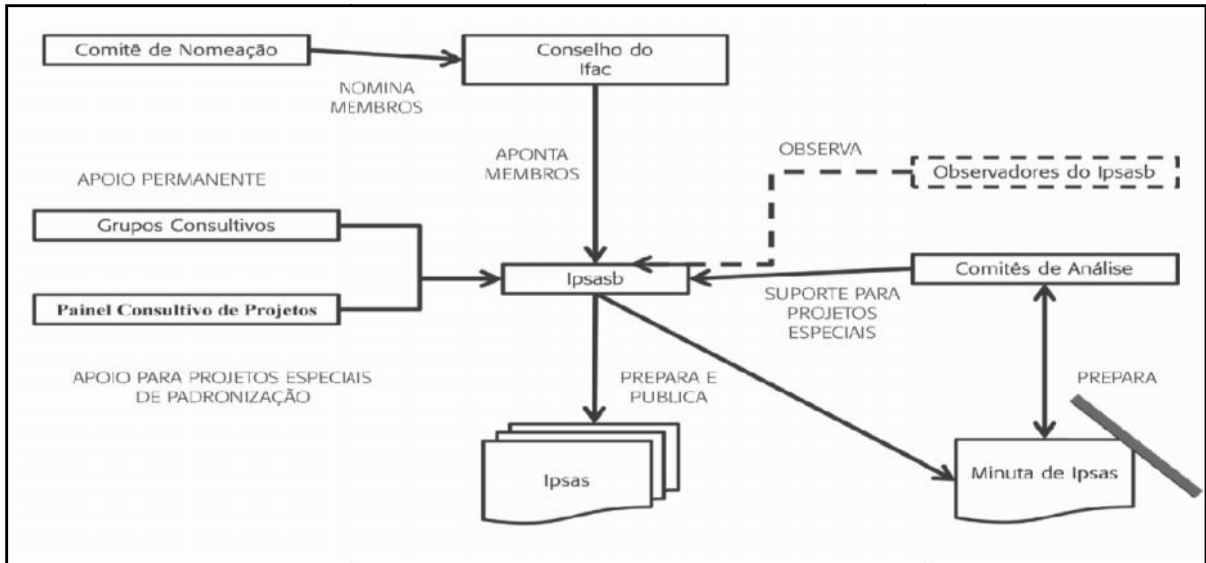 Comitê de Nomeação
Conselho do
Ifac
NOMINA
MEMBROS
APONTA
MEMBROS
OBSERVA
Observadores do Ipsasb
APOIO PERMANENTE
Grupos Consultivos
Painel Consultivo de Projetos
Ipsasb
Comitês de Análise
SUPORTE PARA
PROJETOS
ESPECIAIS
APOIO PARA PROJETOS ESPECIAIS
DE PADRONIZAÇÃO
PREPARA E
PUBLICA
PREPARA
Ipsas
Minuta de Ipsas